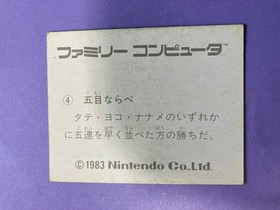 ファミリー コンピュータ™
④ 五目ならべ
タテ・ヨコ・ナナメのいずれか
に五連を早く並べた方の勝ちだ。
©1983 Nintendo Co.,Ltd.